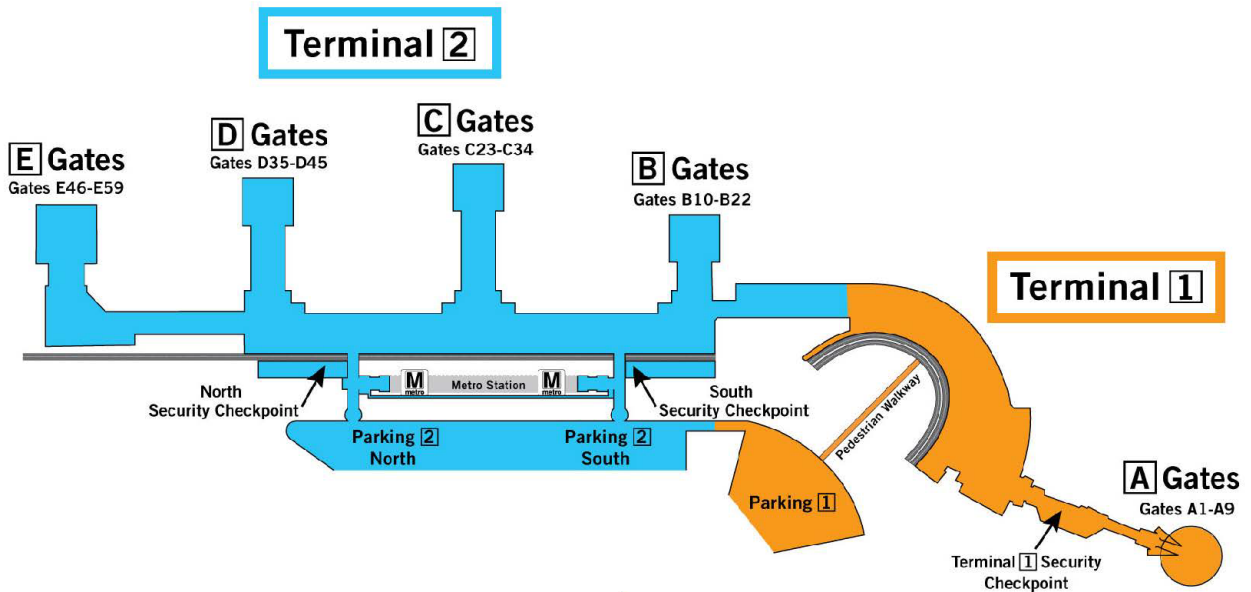 Terminal 2
C Gates
Gates C23-C34
D Gates
Gates D35-D45
E Gates
Gates E46-E59
B Gates
Gates B10-B22
Terminal 1
North
Security Checkpoint
M
metro
Metro Station
M
metro
South
Security Checkpoint
Pedestrian Walkway
Parking 2
North
Parking 2
South
Parking 1
A Gates
Gates A1-A9
Terminal 1 Security
Checkpoint